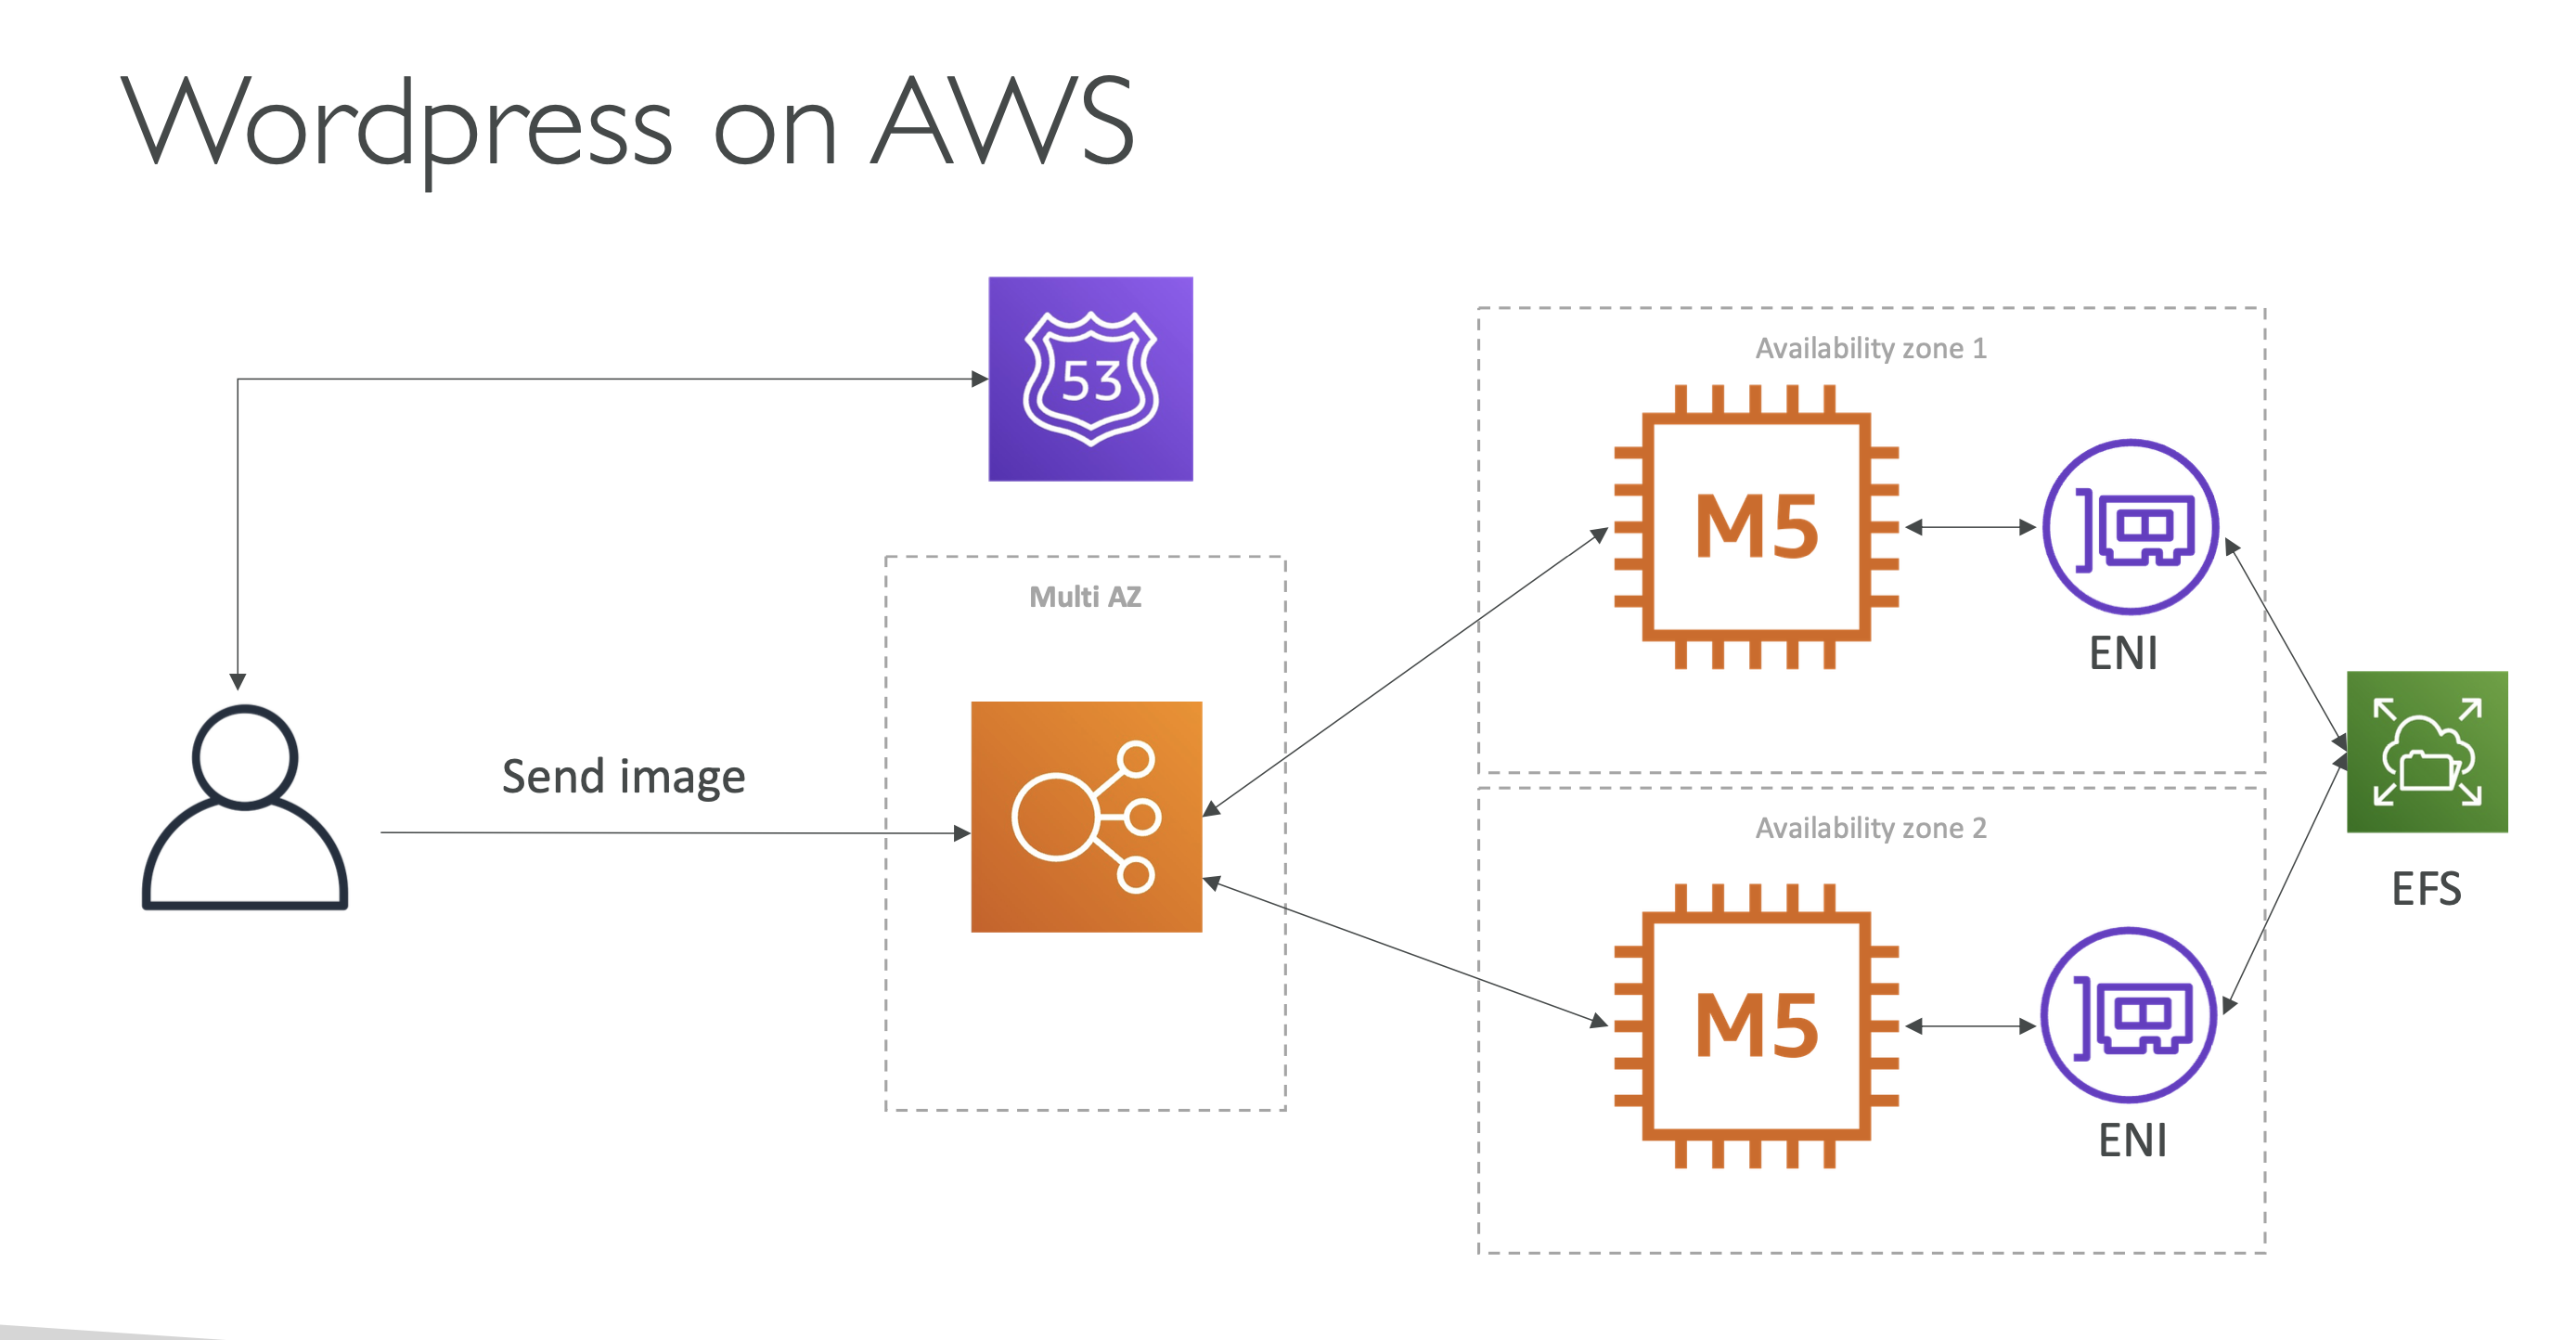 Wordpress on AWS
53
Availability zone 1
M5
ENI
Multi AZ
Send image
Availability zone 2
M5
ENI
EFS